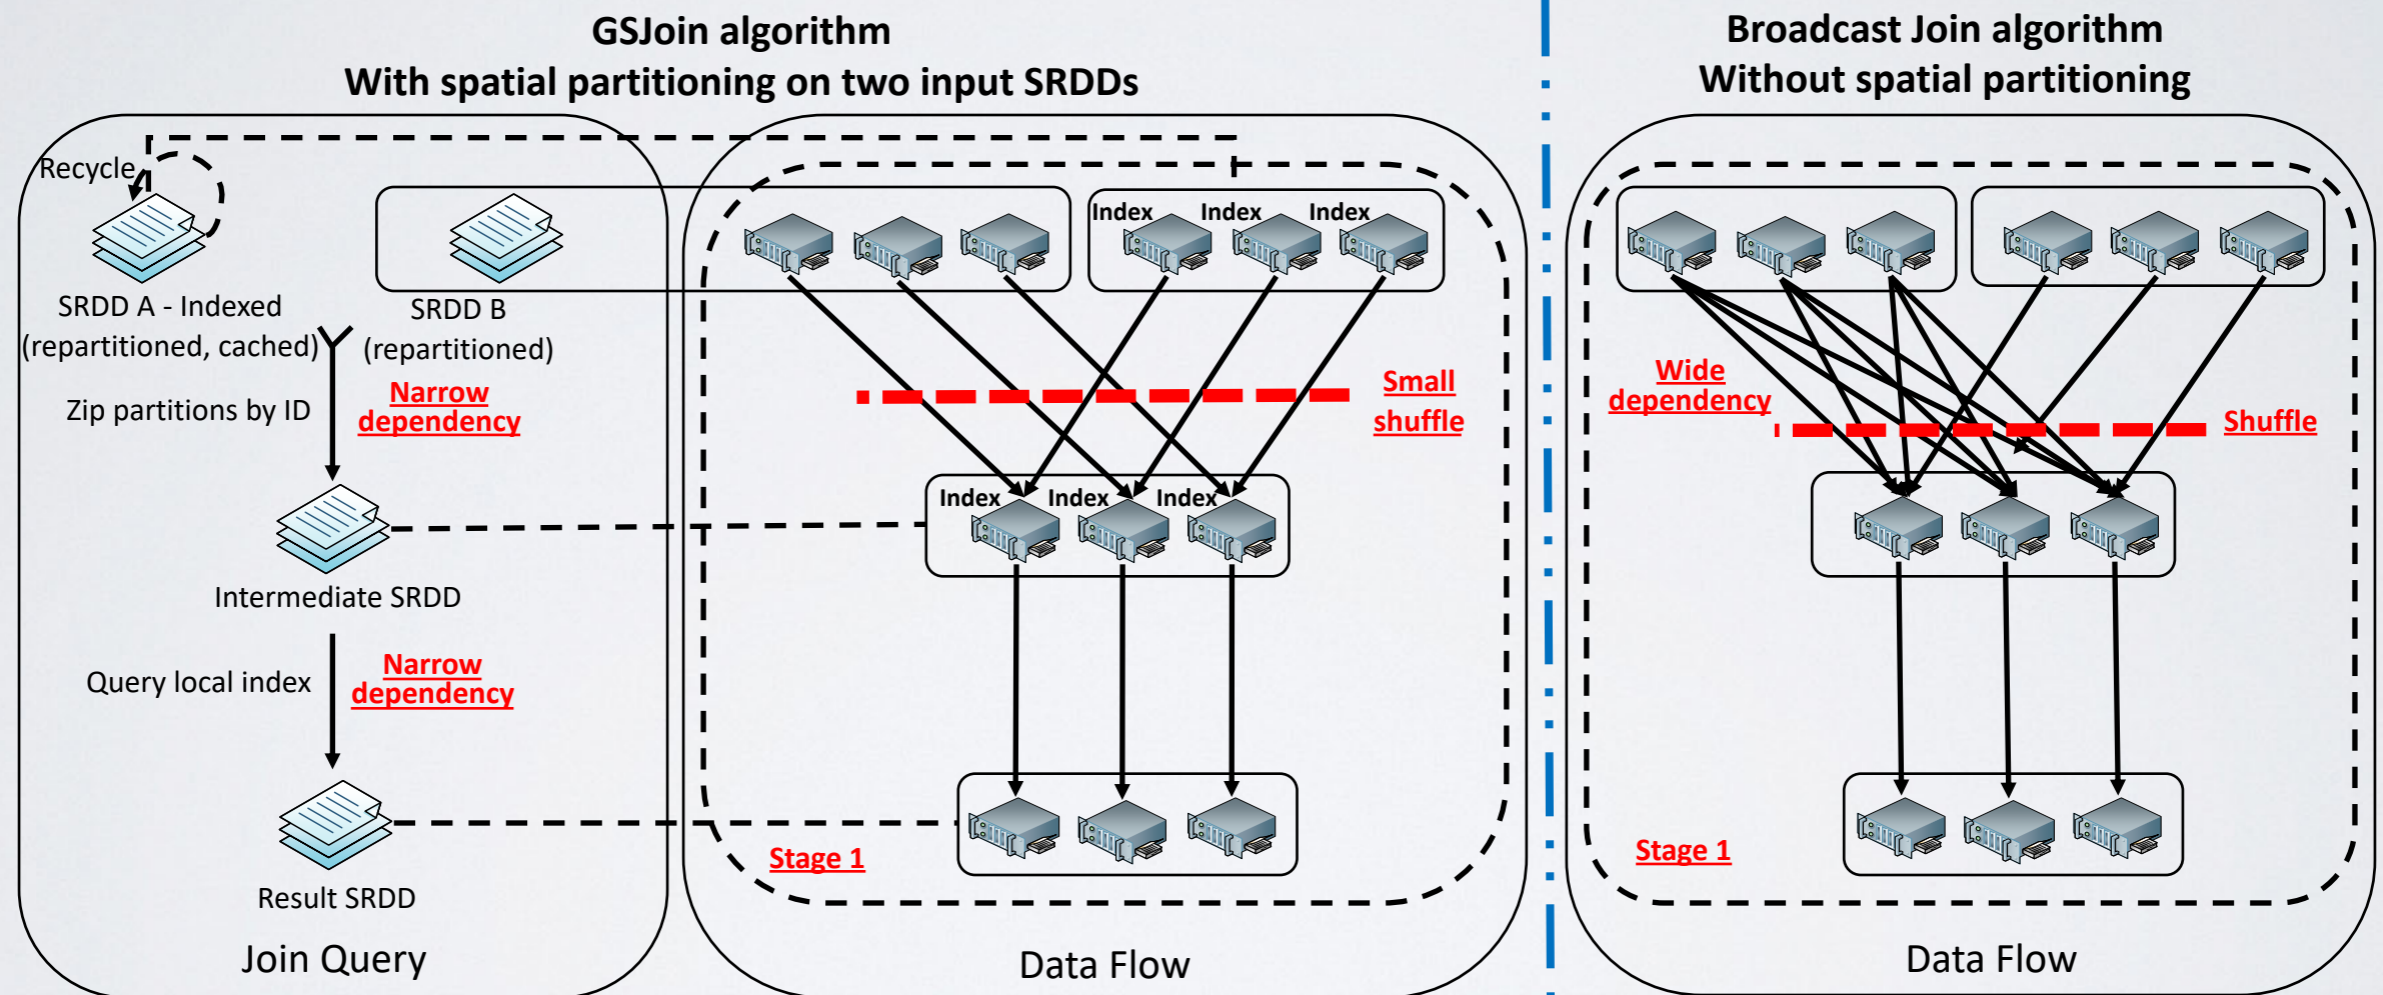 GSJoin algorithm
With spatial partitioning on two input SRDDs
Recycle
SRDD A - Indexed
(repartitioned, cached)
SRDD B
(repartitioned)
Zip partitions by ID
Narrow
dependency
Intermediate SRDD
Query local index
Narrow
dependency
Result SRDD
Join Query
Index Index Index
Small
shuffle
Index Index Index
Stage 1
Data Flow
Broadcast Join algorithm
Without spatial partitioning
Wide
dependency
Shuffle
Stage 1
Data Flow